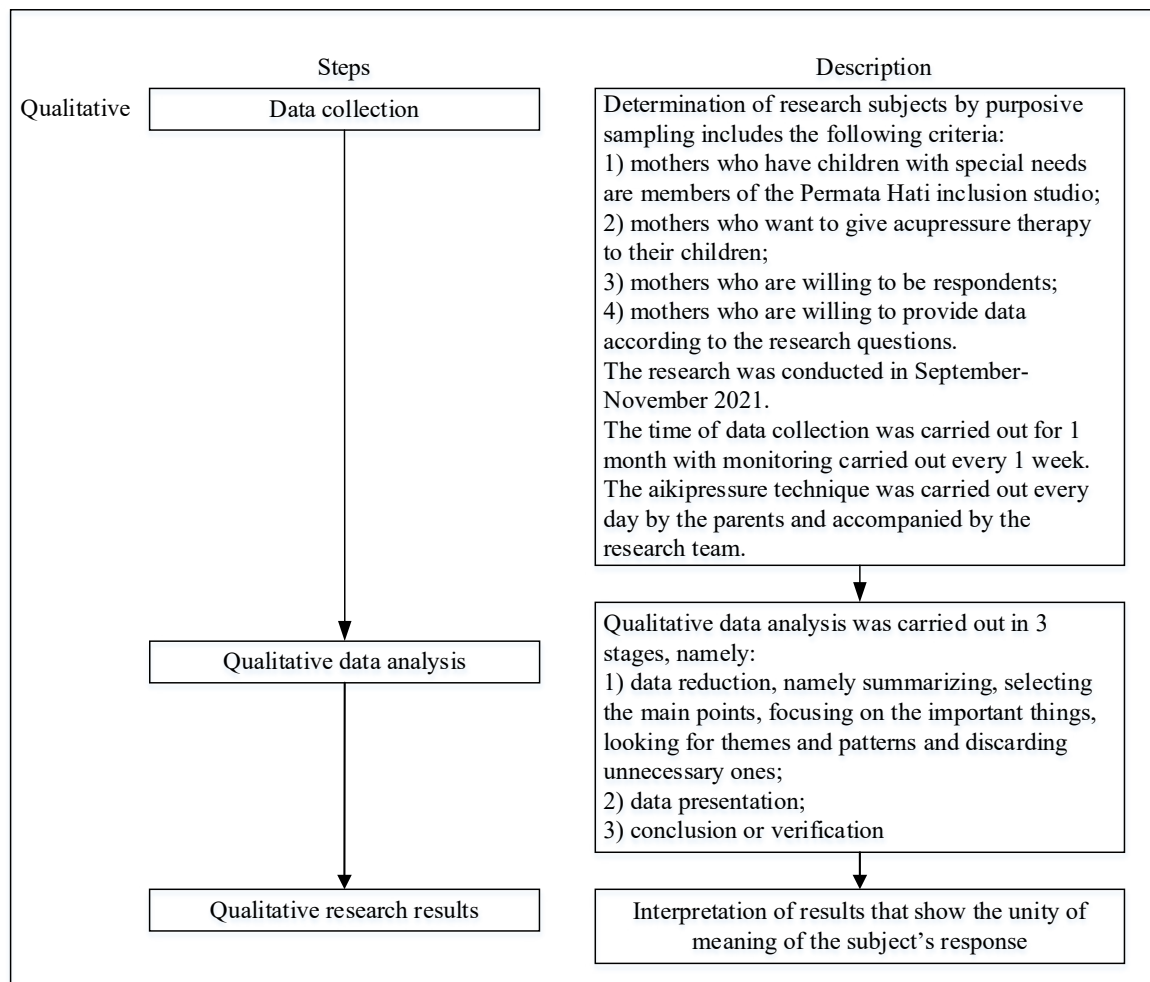 Steps
Description
Qualitative
Data collection
Determination of research subjects by purposive
sampling includes the following criteria:
1) mothers who have children with special needs
are members of the Permata Hati inclusion studio;
2) mothers who want to give acupressure therapy
to their children;
3) mothers who are willing to be respondents;
4) mothers who are willing to provide data
according to the research questions.
The research was conducted in September-
November 2021.
The time of data collection was carried out for 1
month with monitoring carried out every 1 week.
The aikipressure technique was carried out every
day by the parents and accompanied by the
research team.
Qualitative data analysis
Qualitative data analysis was carried out in 3
stages, namely:
1) data reduction, namely summarizing, selecting
the main points, focusing on the important things,
looking for themes and patterns and discarding
unnecessary ones;
2) data presentation;
3) conclusion or verification
Qualitative research results
Interpretation of results that show the unity of
meaning of the subject's response